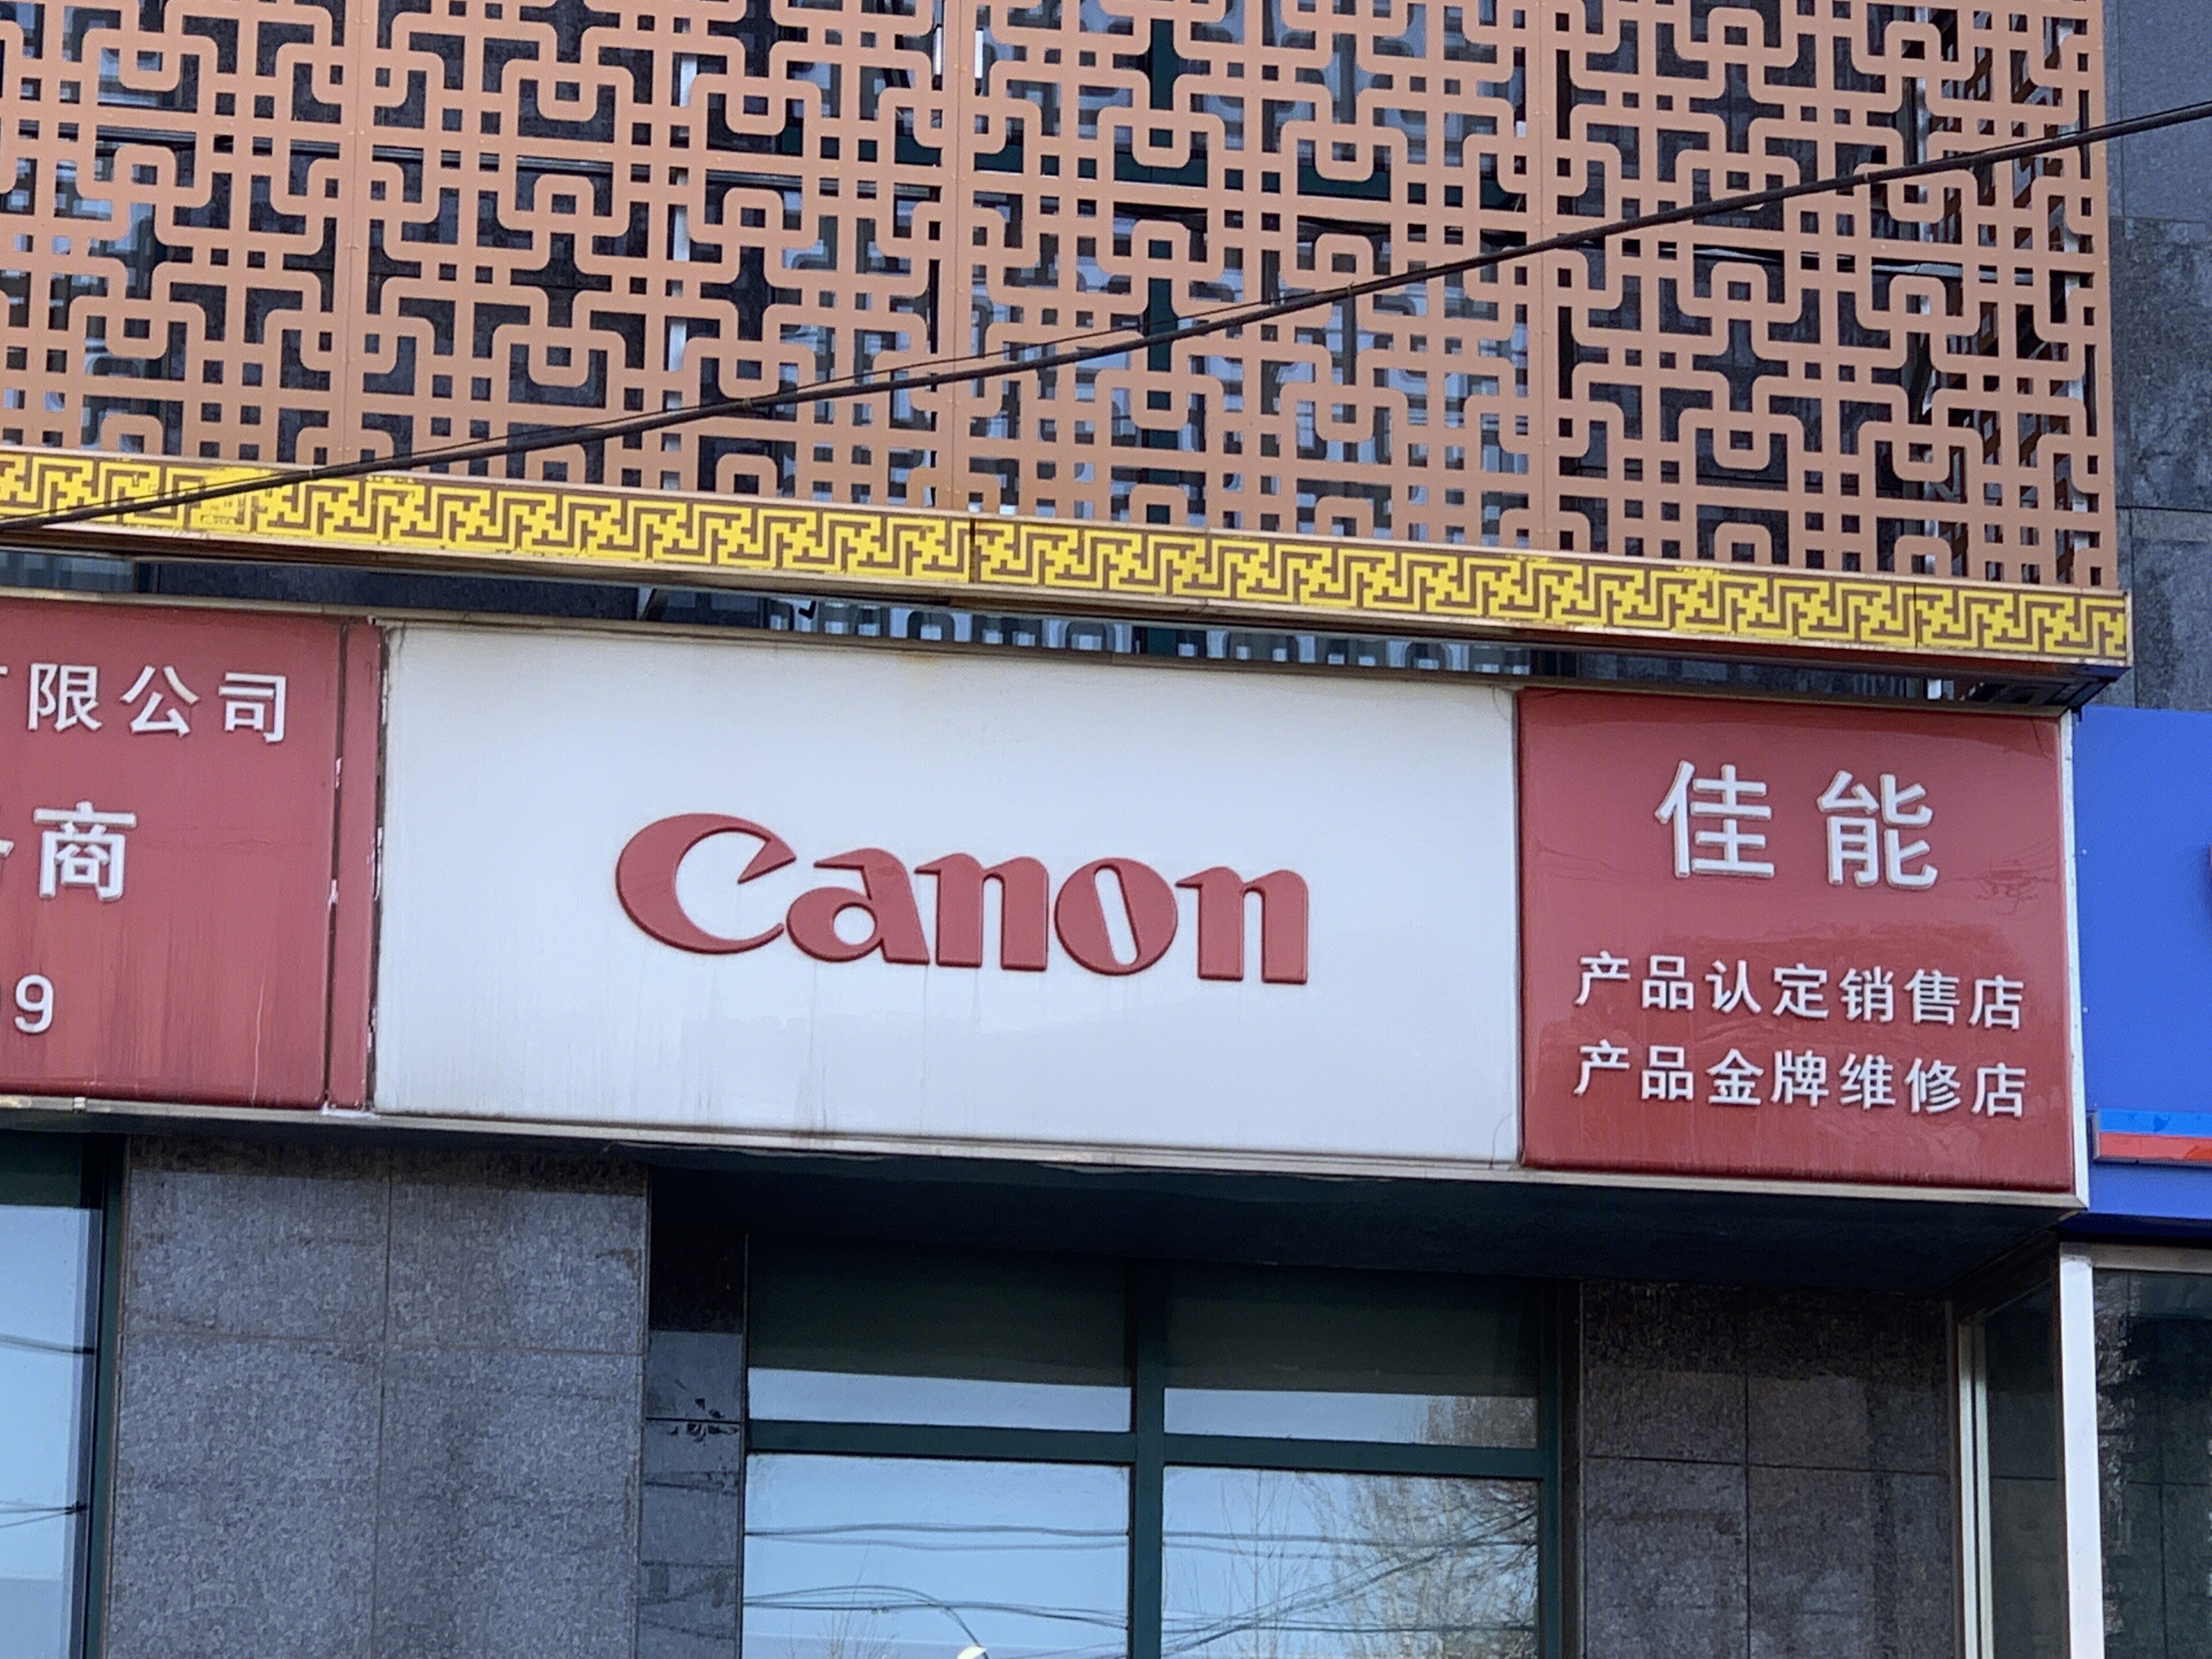 限公司
商
9
Canon
佳能
产品认定销售店
产品金牌维修店